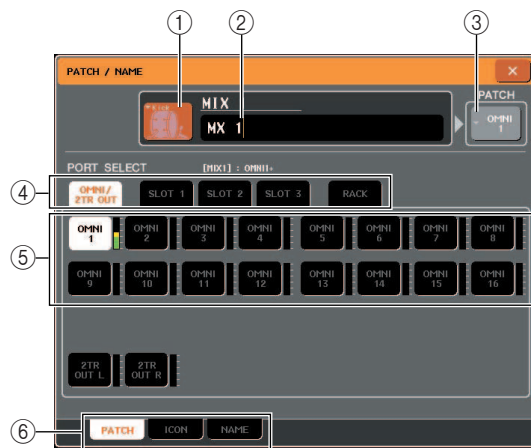 ① ② ③
PATCH / NAME ×
MIX
MX 1
PATCH
OMNI
1
PORT SELECT [MIX1] : OMNI1+
④
OMNI/
2TR OUT
SLOT 1
SLOT 2
SLOT 3
RACK
⑤
OMNI
1
OMNI
2
OMNI
3
OMNI
4
OMNI
5
OMNI
6
OMNI
7
OMNI
8
OMNI
9
OMNI
10
OMNI
11
OMNI
12
OMNI
13
OMNI
14
OMNI
15
OMNI
16
2TR
OUT L
2TR
OUT R
⑥
PATCH
ICON
NAME